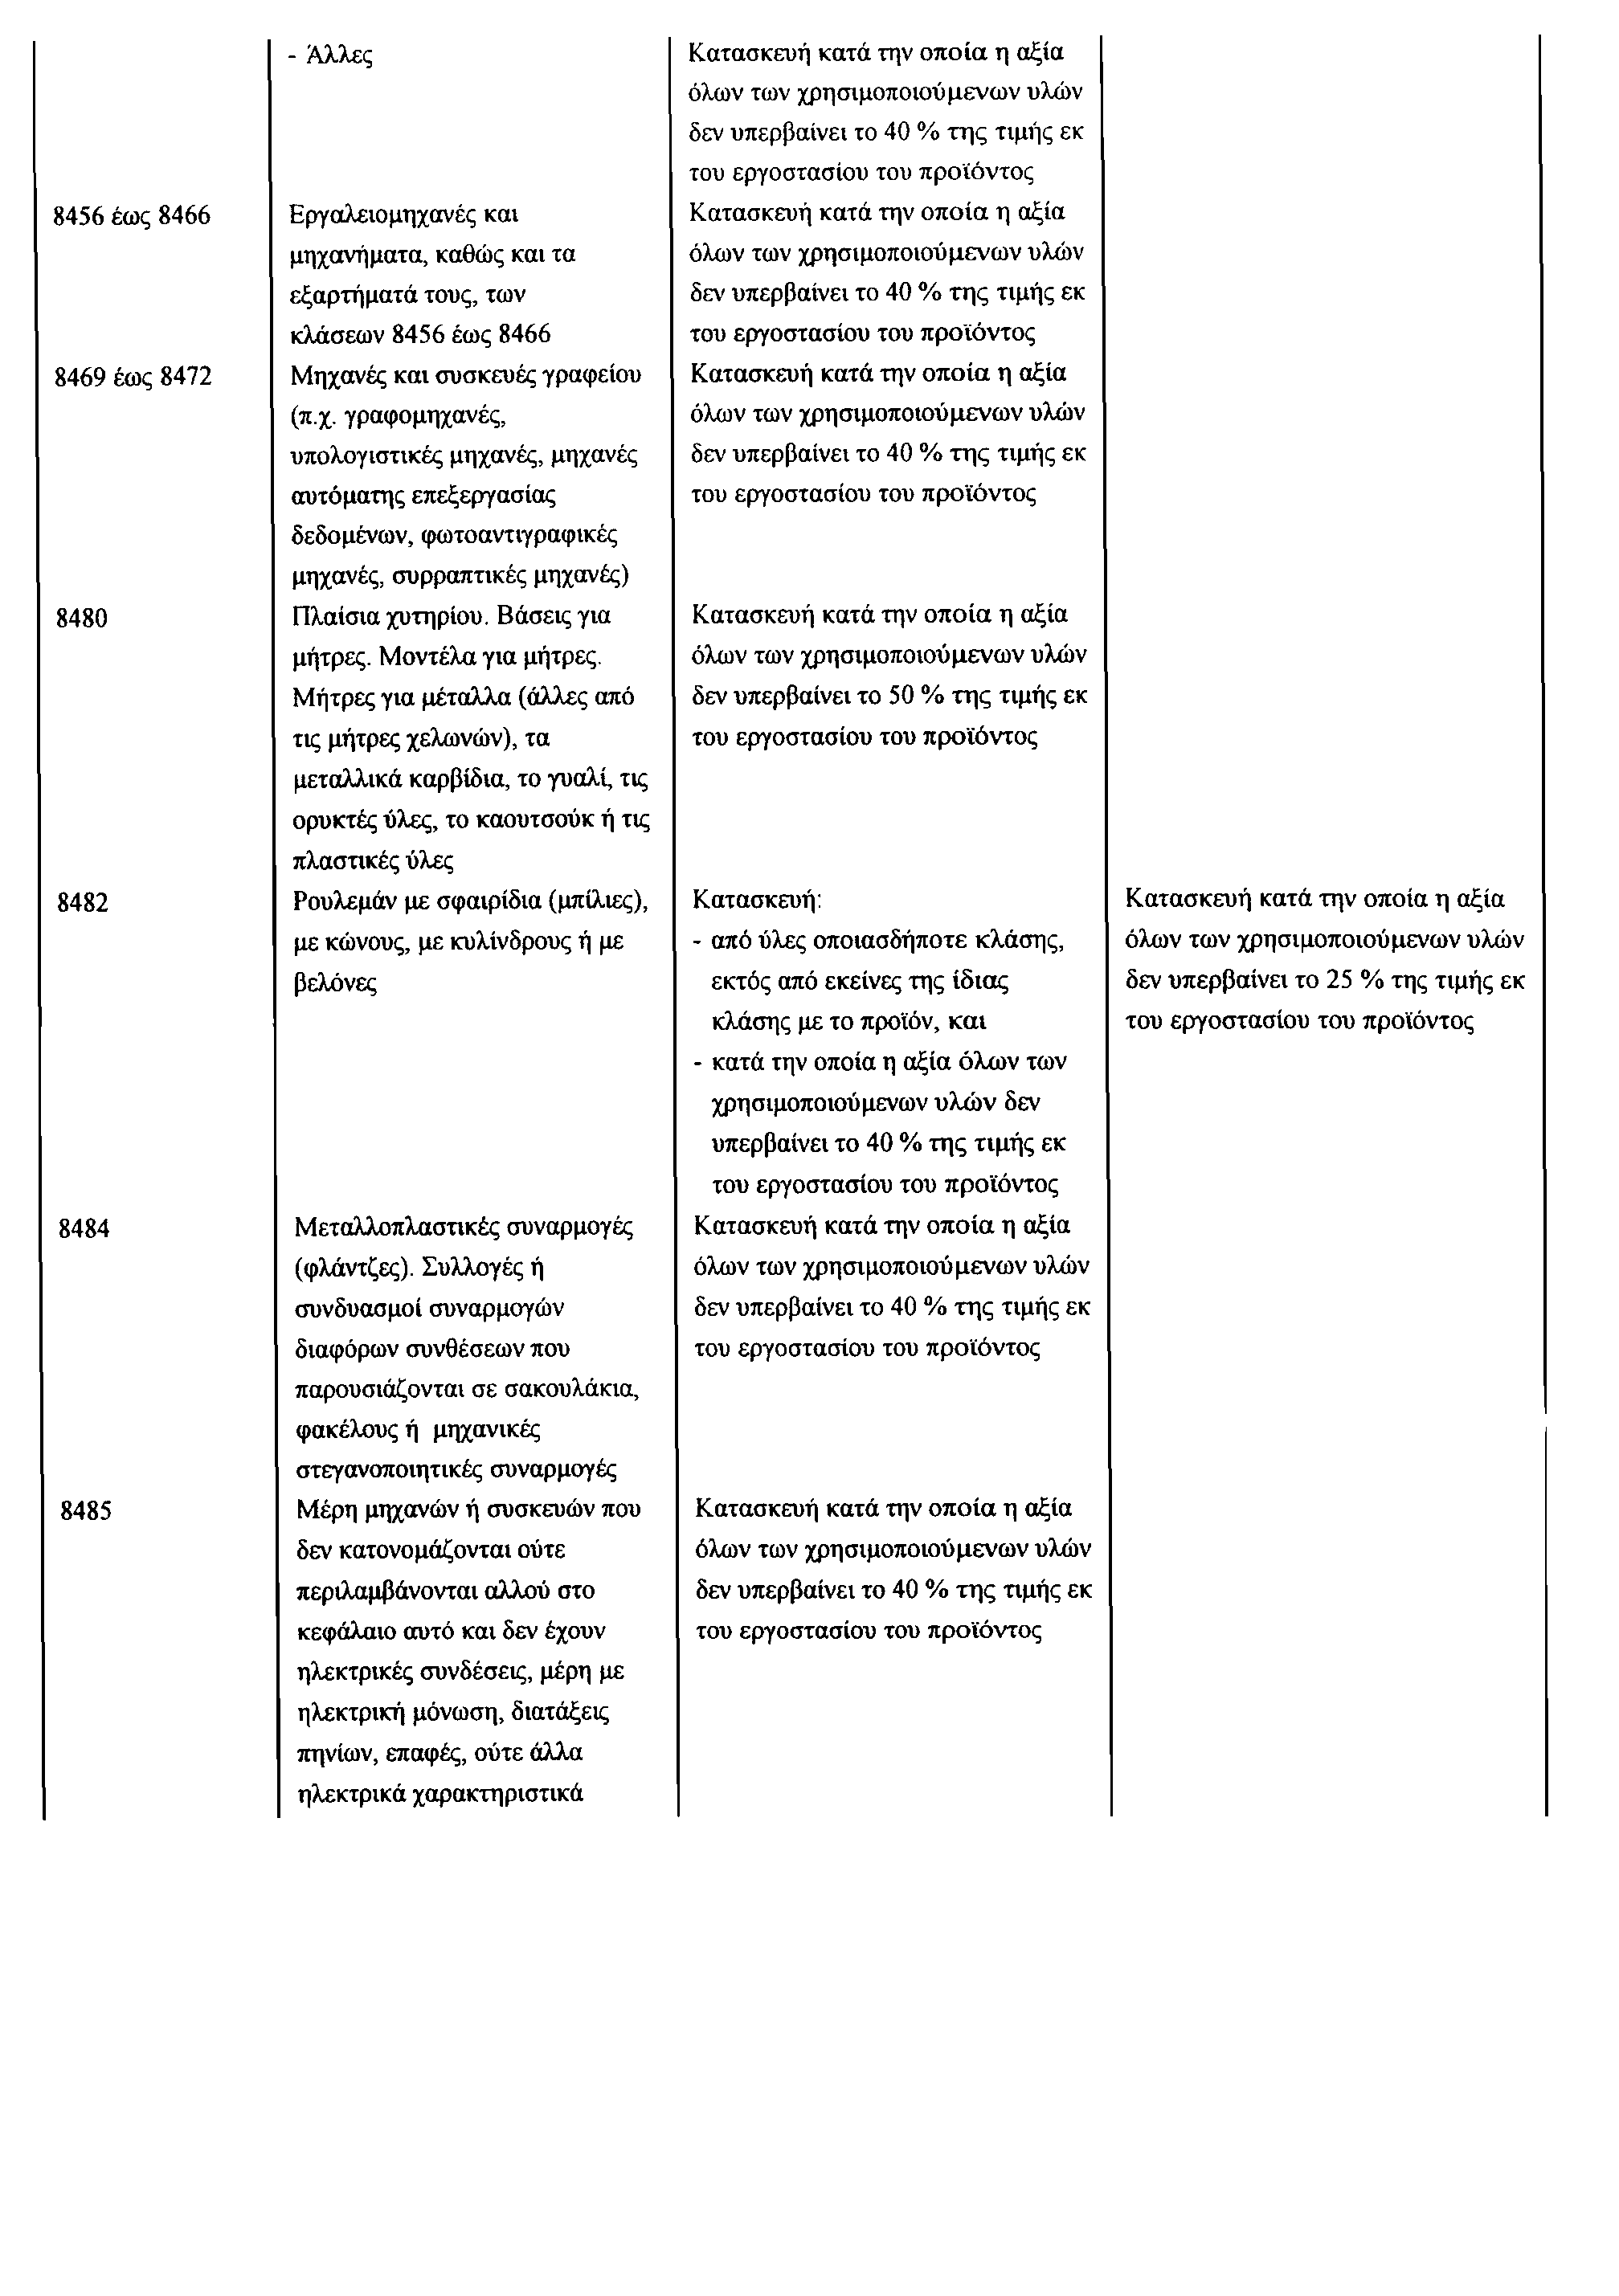 - Άλλες
Κατασκευή κατά την οποία η αξία
όλων των χρησιμοποιούμενων υλών
δεν υπερβαίνει το 40 % της τιμής εκ
του εργοστασίου του προϊόντος
8456 έως 8466
Εργαλειομηχανές και
μηχανήματα, καθώς και τα
εξαρτήματά τους, των
κλάσεων 8456 έως 8466
Κατασκευή κατά την οποία η αξία
όλων των χρησιμοποιούμενων υλών
δεν υπερβαίνει το 40 % της τιμής εκ
του εργοστασίου του προϊόντος
8469 έως 8472
Μηχανές και συσκευές γραφείου
(π.χ. γραφομηχανές,
υπολογιστικές μηχανές, μηχανές
αυτόματης επεξεργασίας
δεδομένων, φωτοαντιγραφικές
μηχανές, συρραπτικές μηχανές)
Κατασκευή κατά την οποία η αξία
όλων των χρησιμοποιούμενων υλών
δεν υπερβαίνει το 40 % της τιμής εκ
του εργοστασίου του προϊόντος
8480
Πλαίσια χυτηρίου. Βάσεις για
μήτρες. Μοντέλα για μήτρες.
Μήτρες για μέταλλα (άλλες από
τις μήτρες χελωνών), τα
μεταλλικά καρβίδια, το γυαλί, τις
ορυκτές ύλες, το καουτσούκ ή τις
πλαστικές ύλες
Κατασκευή κατά την οποία η αξία
όλων των χρησιμοποιούμενων υλών
δεν υπερβαίνει το 50 % της τιμής εκ
του εργοστασίου του προϊόντος
8482
Ρουλεμάν με σφαιρίδια (μπίλιες),
με κώνους, με κυλίνδρους ή με
βελόνες
Κατασκευή:
- από ύλες οποιασδήποτε κλάσης,
εκτός από εκείνες της ίδιας
κλάσης με το προϊόν, και
- κατά την οποία η αξία όλων των
χρησιμοποιούμενων υλών δεν
υπερβαίνει το 40 % της τιμής εκ
του εργοστασίου του προϊόντος
Κατασκευή κατά την οποία η αξία
όλων των χρησιμοποιούμενων υλών
δεν υπερβαίνει το 25 % της τιμής εκ
του εργοστασίου του προϊόντος
8484
Μεταλλοπλαστικές συναρμογές
(φλάντζες). Συλλογές ή
συνδυασμοί συναρμογών
διαφόρων συνθέσεων που
παρουσιάζονται σε σακουλάκια,
φακέλους ή μηχανικές
στεγανοποιητικές συναρμογές
Κατασκευή κατά την οποία η αξία
όλων των χρησιμοποιούμενων υλών
δεν υπερβαίνει το 40 % της τιμής εκ
του εργοστασίου του προϊόντος
8485
Μέρη μηχανών ή συσκευών που
δεν κατονομάζονται ούτε
περιλαμβάνονται αλλού στο
κεφάλαιο αυτό και δεν έχουν
ηλεκτρικές συνδέσεις, μέρη με
ηλεκτρική μόνωση, διατάξεις
πηνίων, επαφές, ούτε άλλα
ηλεκτρικά χαρακτηριστικά
Κατασκευή κατά την οποία η αξία
όλων των χρησιμοποιούμενων υλών
δεν υπερβαίνει το 40 % της τιμής εκ
του εργοστασίου του προϊόντος